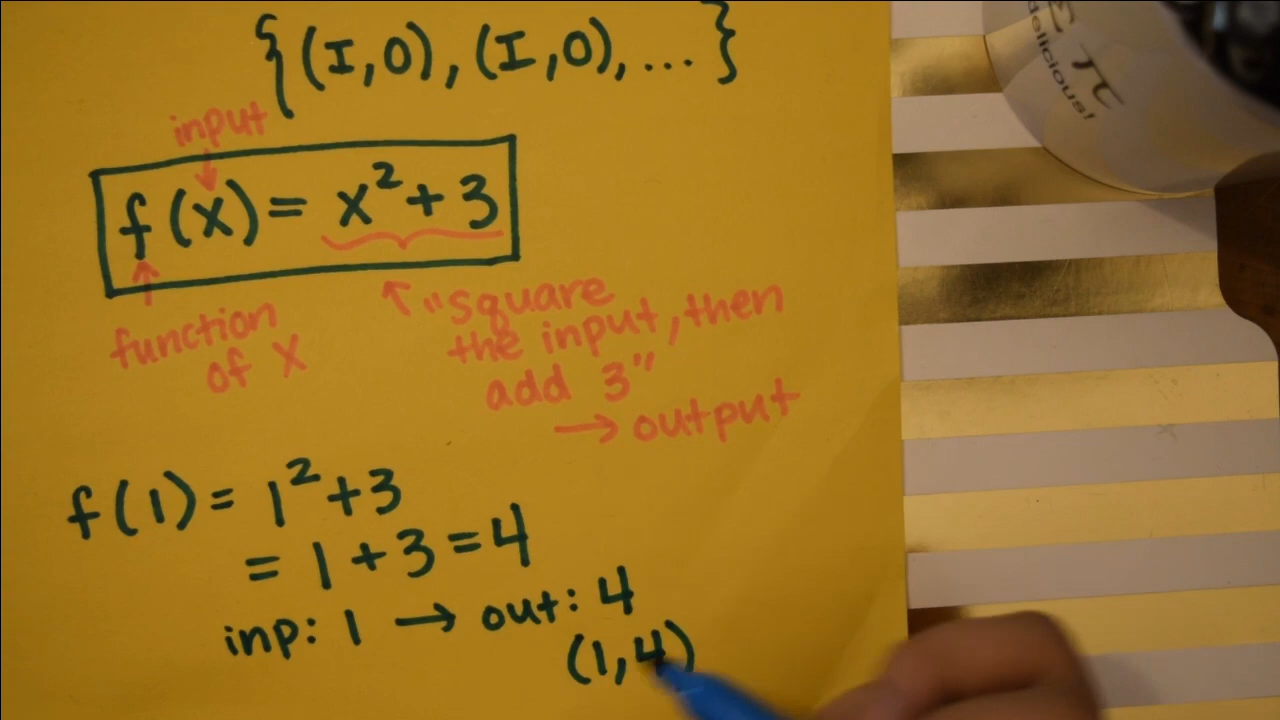 {(I,0), (I,0), ...}
input
f(x) = x² + 3
function
of x
"square
the input, then
add 3"
→ output
f(1) = 1² + 3
= 1 + 3 = 4
inp: 1 → out: 4
(1,4)
Σ π
delicious!